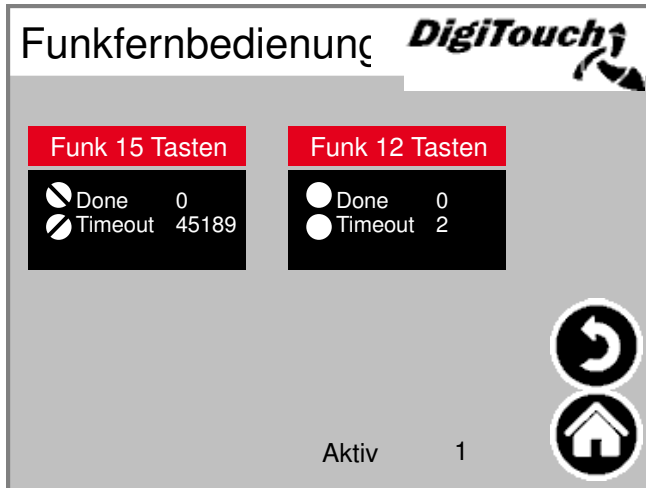 Funkfernbedienung
DigiTouch
Funk 15 Tasten
Done 0
Timeout 45189
Funk 12 Tasten
Done 0
Timeout 2
Aktiv 1